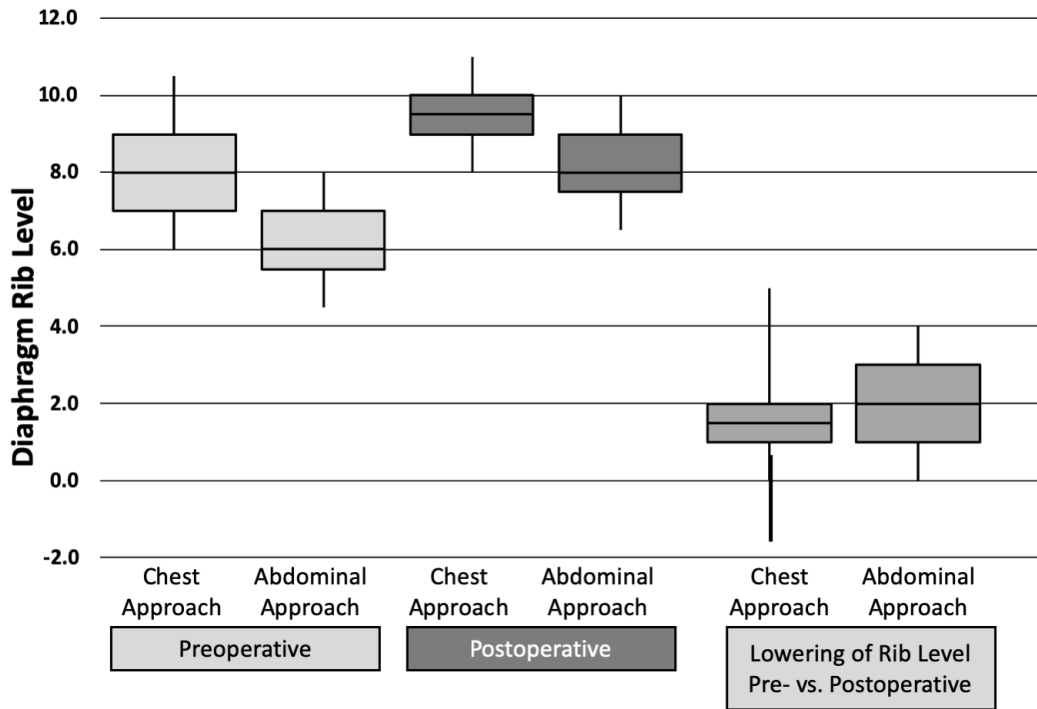 Diaphragm Rib Level
12.0
10.0
8.0
6.0
4.0
2.0
0.0
-2.0
Chest
Approach
Abdominal
Approach
Chest
Approach
Abdominal
Approach
Chest
Approach
Abdominal
Approach
Preoperative
Postoperative
Lowering of Rib Level
Pre- vs. Postoperative